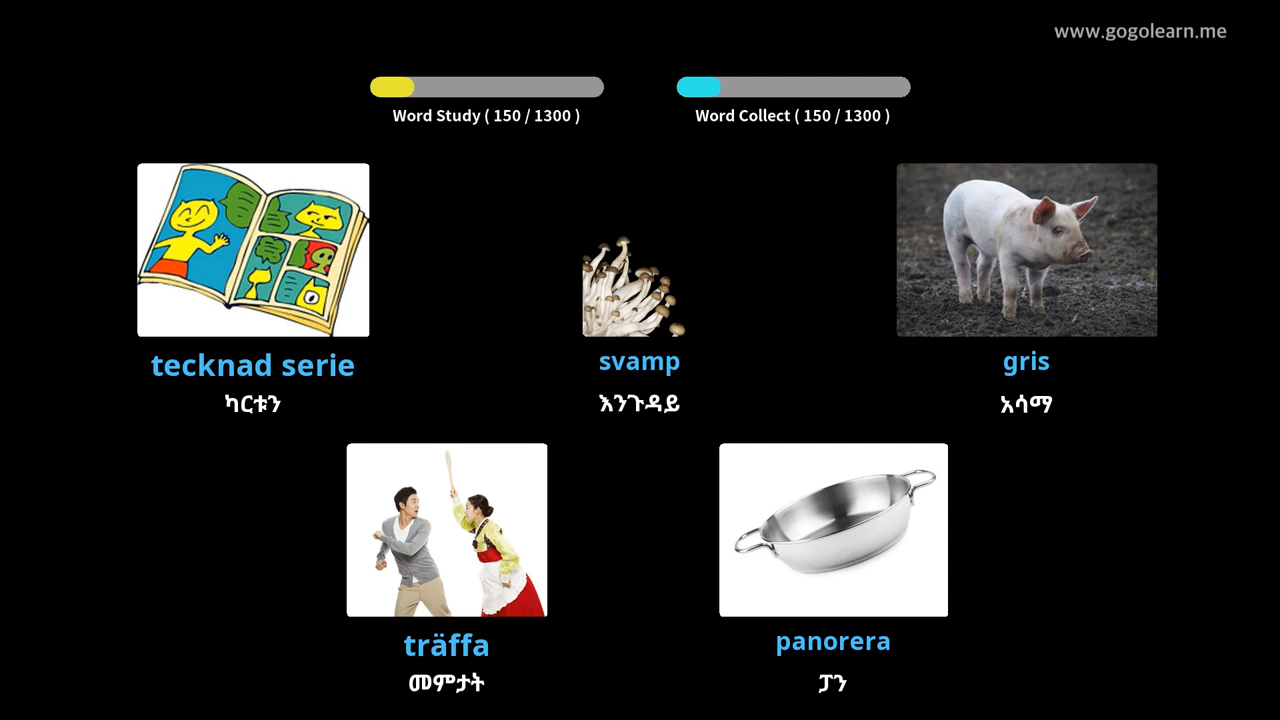 www.gogolearn.me
Word Study ( 150 / 1300 )
Word Collect ( 150 / 1300 )
tecknad serie
ካርቱን
svamp
እንጉዳይ
gris
አሳማ
träffa
መምታት
panorera
ፓን